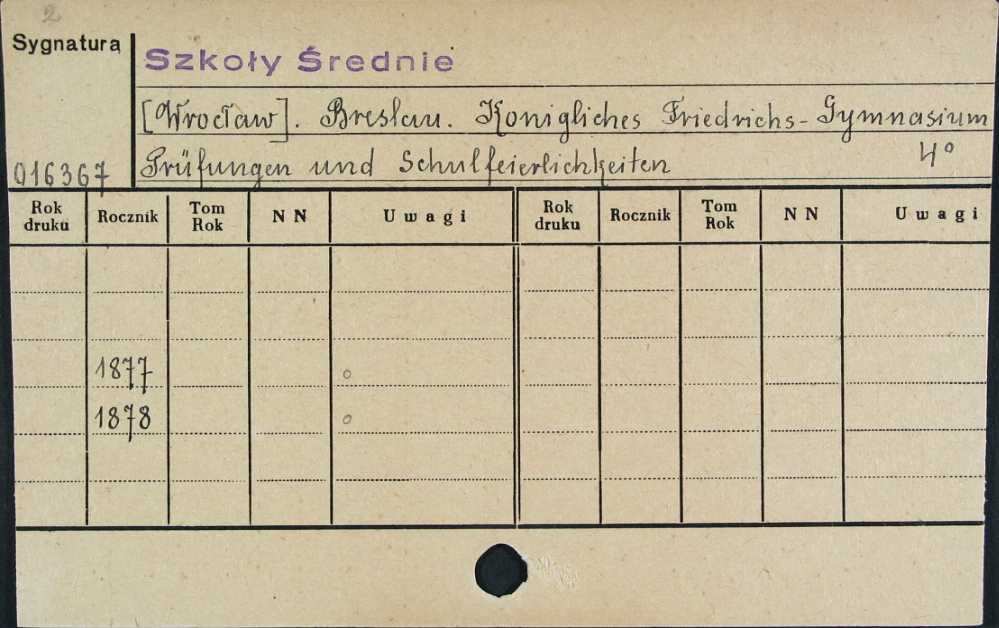 2
Sygnatura
Szkoły Średnie
[Wrocław]. Breslau. Konigliches Friedrichs-Gymnasium
016367 Prüfungen und Schulfeierlichkeiten 4°
Rok druku Rocznik Tom Rok NN Uwagi Rok druku Rocznik Tom Rok NN Uwagi
1877 o
1878 o